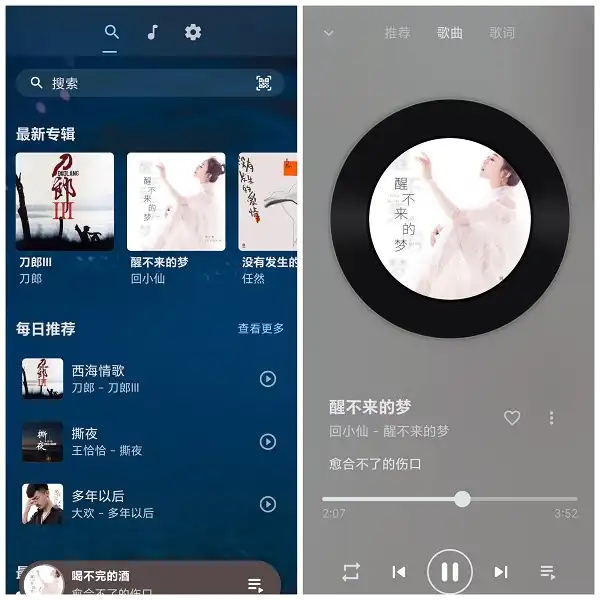 搜索
最新专辑
刀郎
DAOLANG
III
醒不来的梦
没有发生的爱情
刀郎III
醒不来的梦
没有发生的
刀郎
回小仙
任然
每日推荐
查看更多
西海情歌
刀郎 - 刀郎III
撕夜
撕夜
王恰恰 - 撕夜
多年以后
大欢 - 多年以后
喝不完的酒
愈合不了的伤口
推荐
歌曲
歌词
醒不来的梦
醒不来的梦
回小仙 - 醒不来的梦
愈合不了的伤口
2:07
3:52